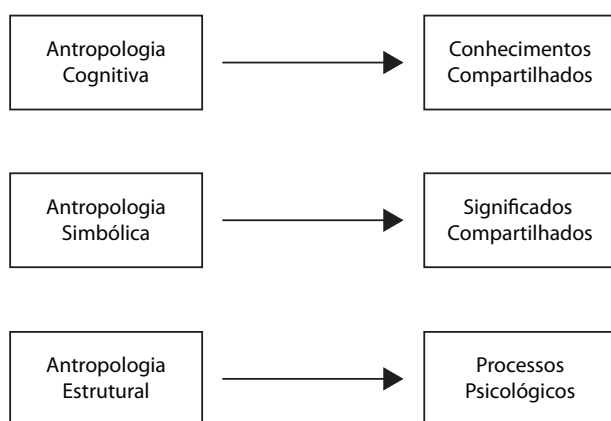 Antropologia
Cognitiva
Conhecimentos
Compartilhados
Antropologia
Simbólica
Significados
Compartilhados
Antropologia
Estrutural
Processos
Psicológicos